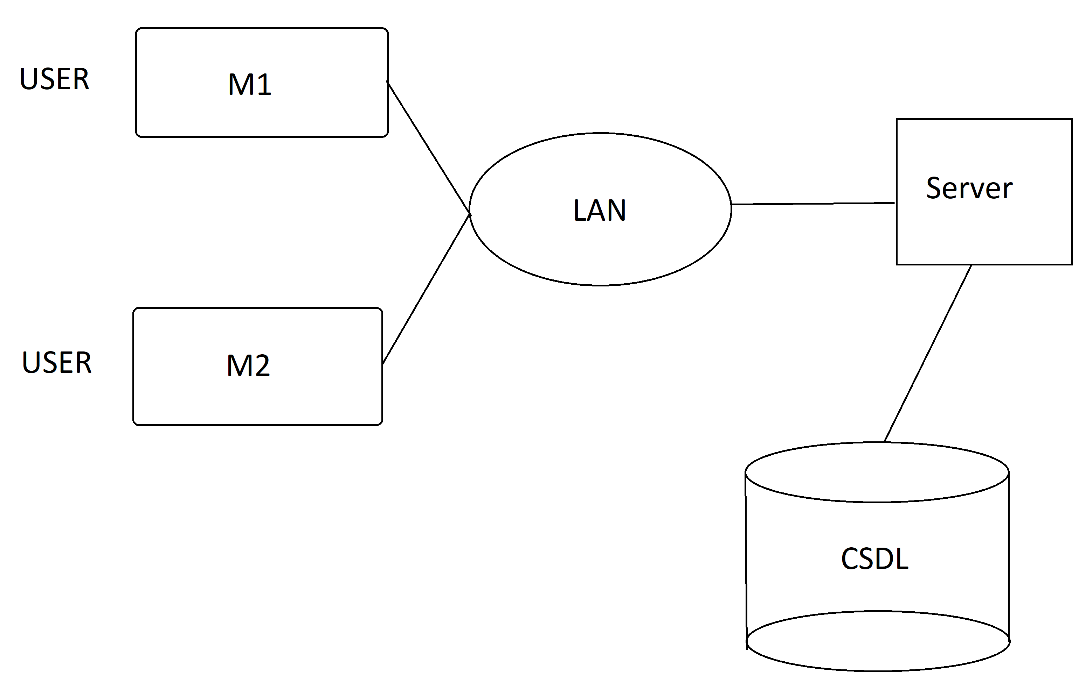 USER
M1
LAN
Server
USER
M2
CSDL